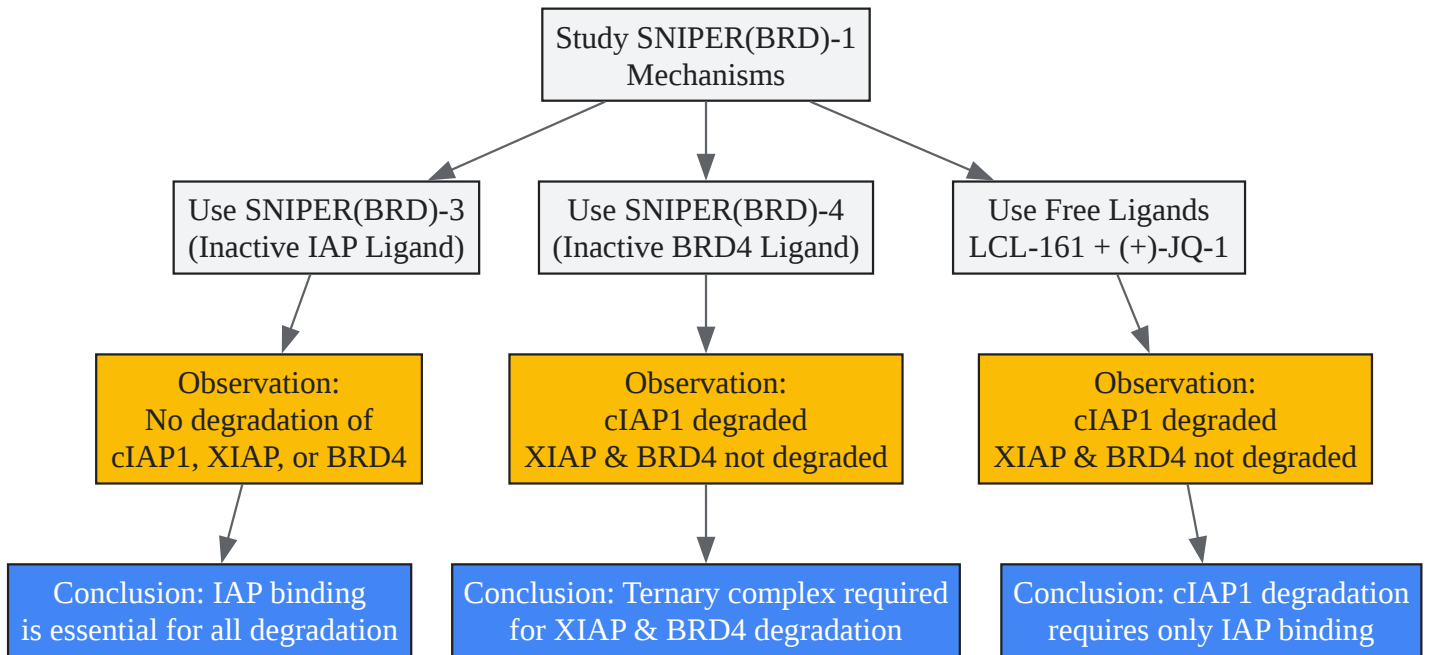 Study SNIPER(BRD)-1
Mechanisms
Use SNIPER(BRD)-3
(Inactive IAP Ligand)
Use SNIPER(BRD)-4
(Inactive BRD4 Ligand)
Use Free Ligands
LCL-161 + (+)-JQ-1
Observation:
No degradation of
cIAP1, XIAP, or BRD4
Observation:
cIAP1 degraded
XIAP & BRD4 not degraded
Observation:
cIAP1 degraded
XIAP & BRD4 not degraded
Conclusion: IAP binding
is essential for all degradation
Conclusion: Ternary complex required
for XIAP & BRD4 degradation
Conclusion: cIAP1 degradation
requires only IAP binding